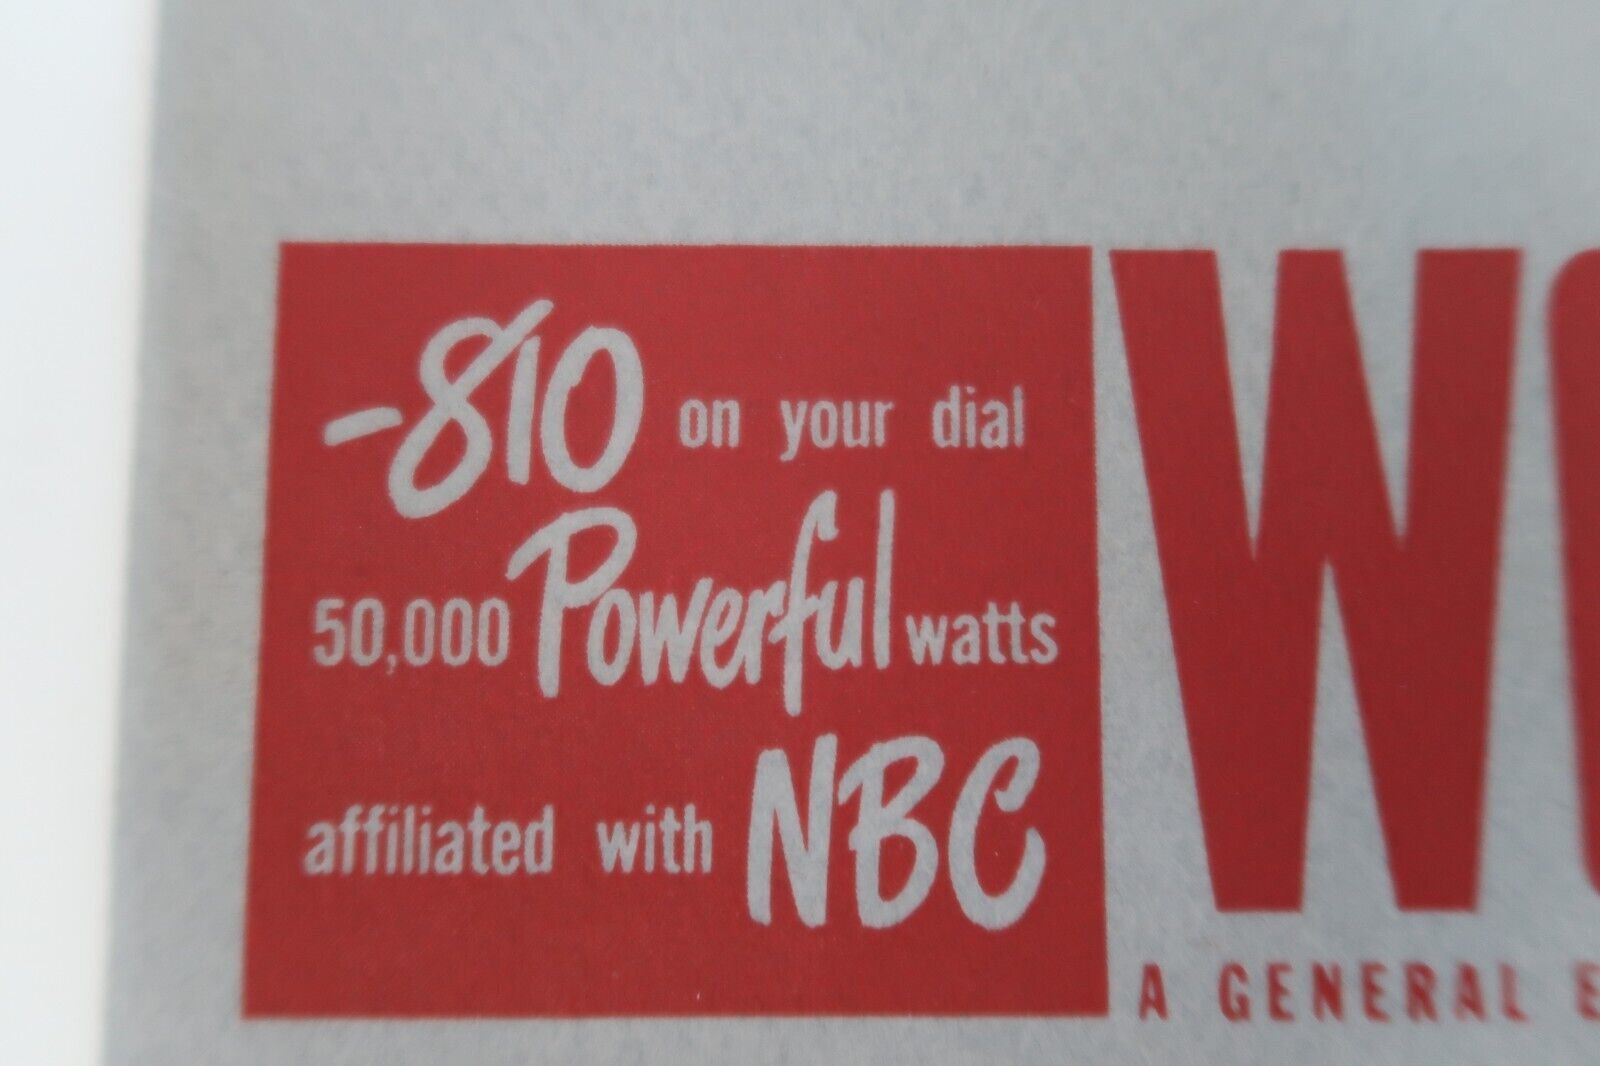 -810 on your dial
50,000 Powerful watts
affiliated with NBC
W
A GENERAL